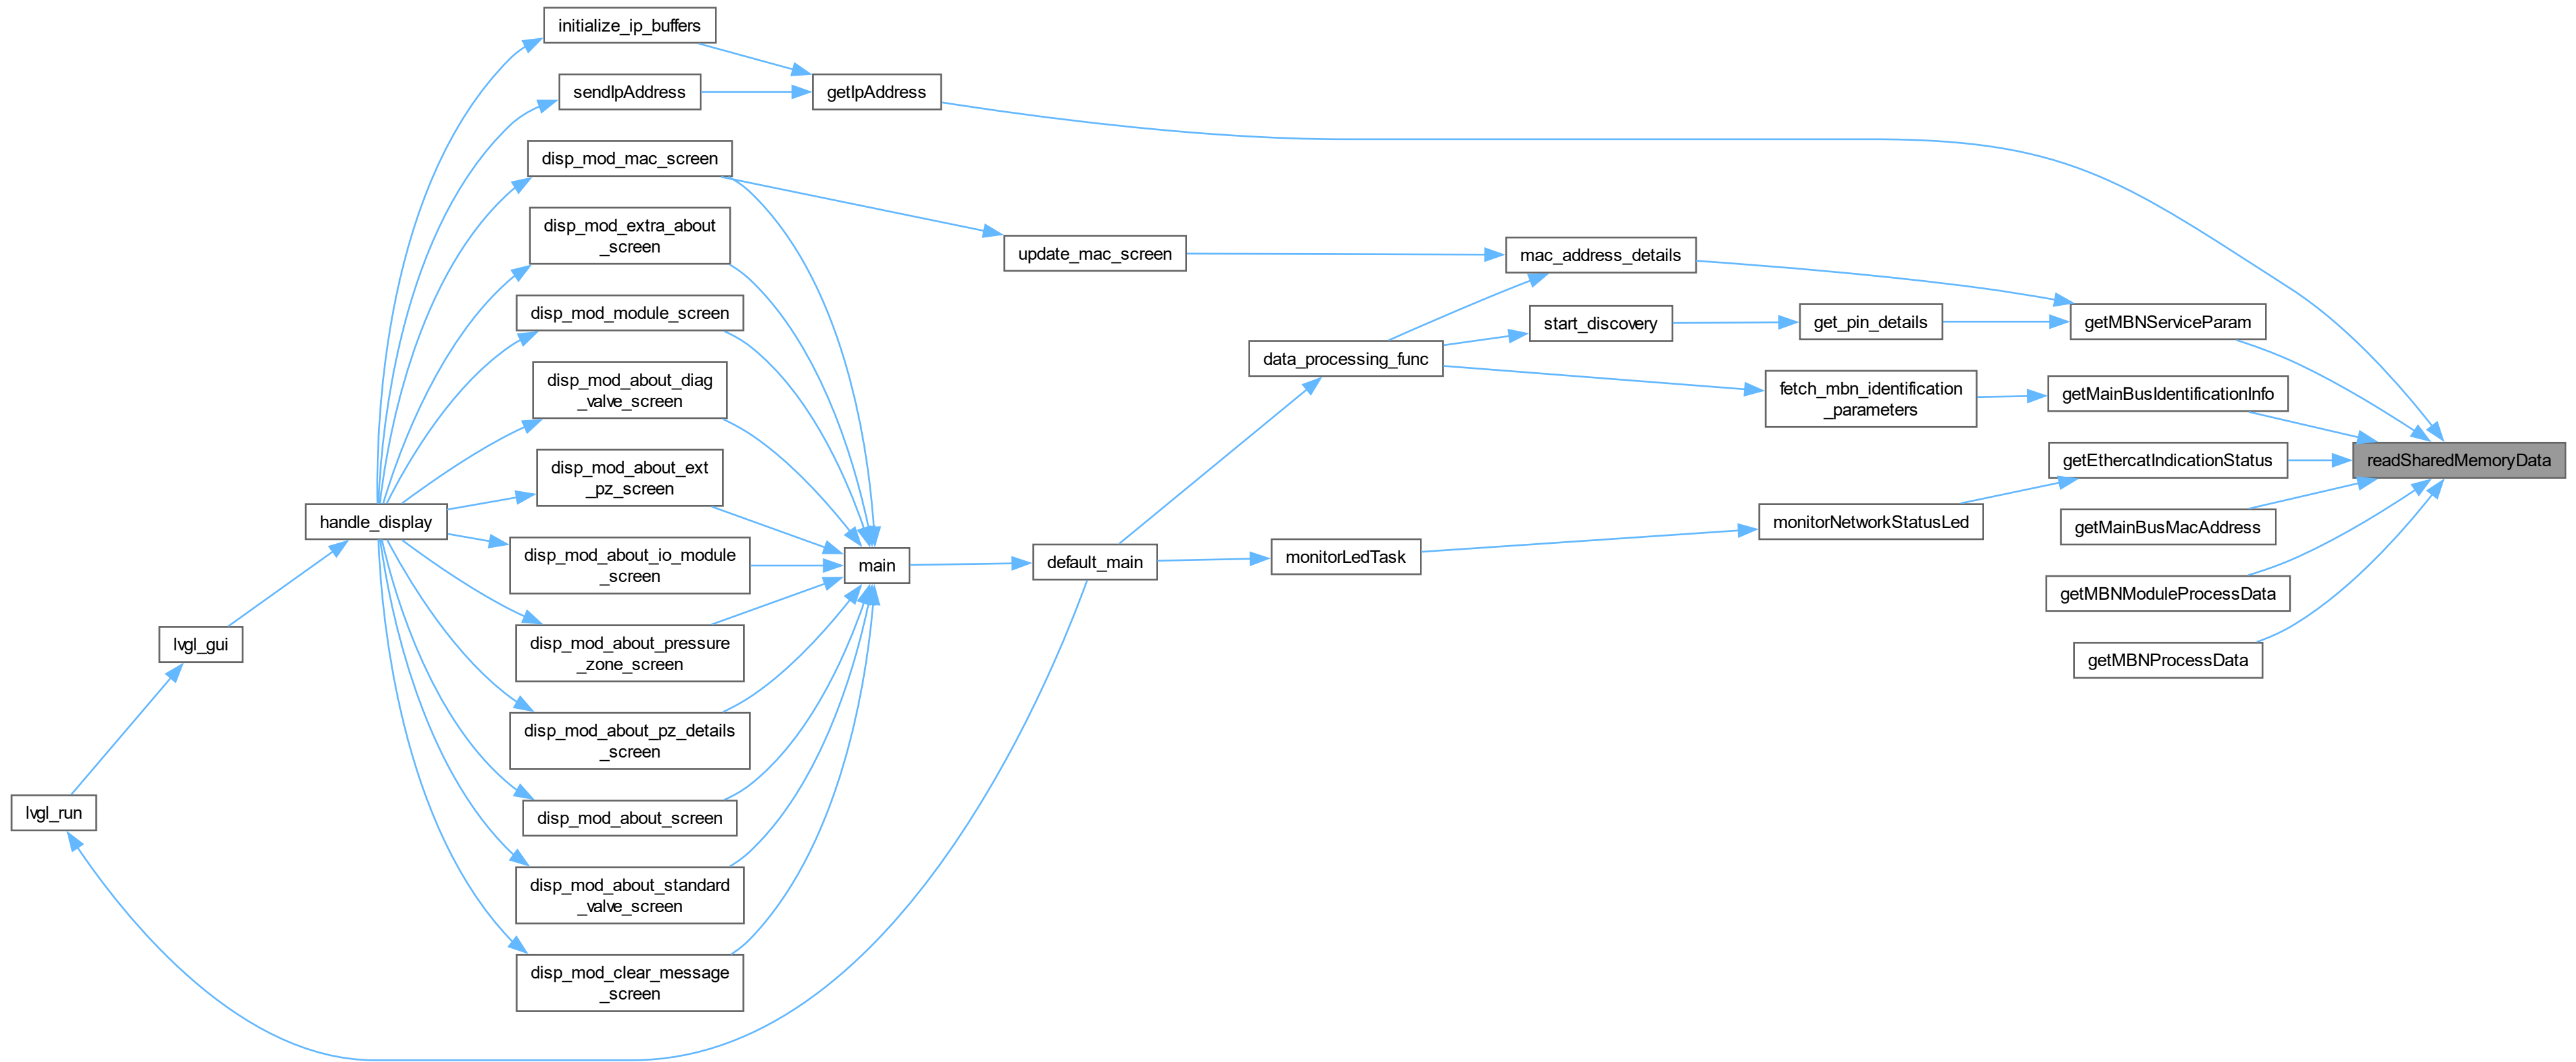 initialize_ip_buffers
sendIpAddress
getIpAddress
disp_mod_mac_screen
disp_mod_extra_about
_screen
update_mac_screen
mac_address_details
disp_mod_module_screen
start_discovery
get_pin_details
getMBNServiceParam
data_processing_func
disp_mod_about_diag
_valve_screen
fetch_mbn_identification
_parameters
getMainBusIdentificationInfo
disp_mod_about_ext
_pz_screen
getEthercatIndicationStatus
readSharedMemoryData
handle_display
monitorNetworkStatusLed
getMainBusMacAddress
disp_mod_about_io_module
_screen
main
default_main
monitorLedTask
getMBNModuleProcessData
lvgl_gui
disp_mod_about_pressure
_zone_screen
getMBNProcessData
disp_mod_about_pz_details
_screen
lvgl_run
disp_mod_about_screen
disp_mod_about_standard
_valve_screen
disp_mod_clear_message
_screen